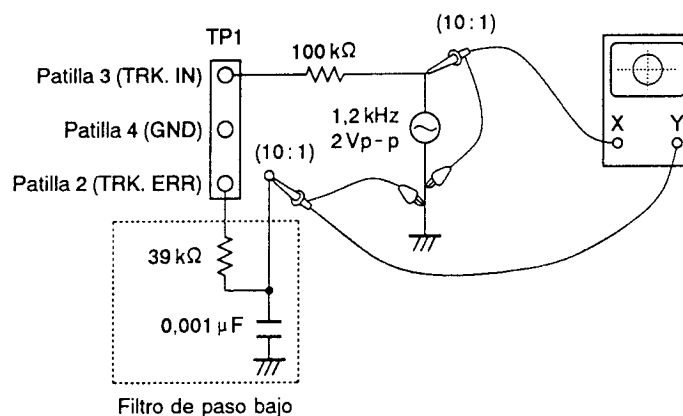 TP1
(10 : 1)
100 kΩ
Patilla 3 (TRK. IN)
1,2 kHz
2 Vp - p
X
Y
Patilla 4 (GND)
(10 : 1)
Patilla 2 (TRK. ERR)
39 kΩ
0,001 µF
Filtro de paso bajo